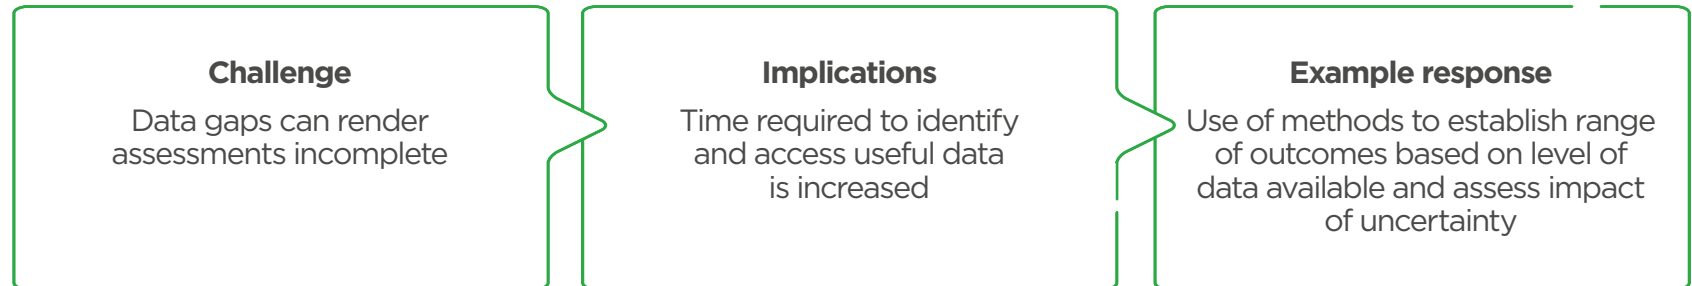 Challenge
Data gaps can render
assessments incomplete
Implications
Time required to identify
and access useful data
is increased
Example response
Use of methods to establish range
of outcomes based on level of
data available and assess impact
of uncertainty